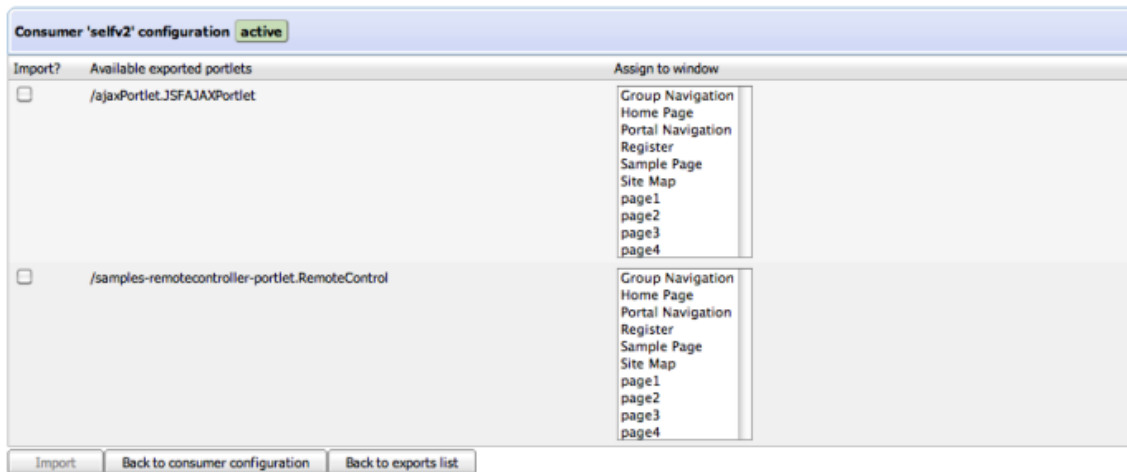 Consumer 'selfv2' configuration active
Import? Available exported portlets Assign to window
/ajaxPortlet.JSFAJAXPortlet
Group Navigation
Home Page
Portal Navigation
Register
Sample Page
Site Map
page1
page2
page3
page4
/samples-remotecontroller-portlet.RemoteControl
Group Navigation
Home Page
Portal Navigation
Register
Sample Page
Site Map
page1
page2
page3
page4
Import Back to consumer configuration Back to exports list